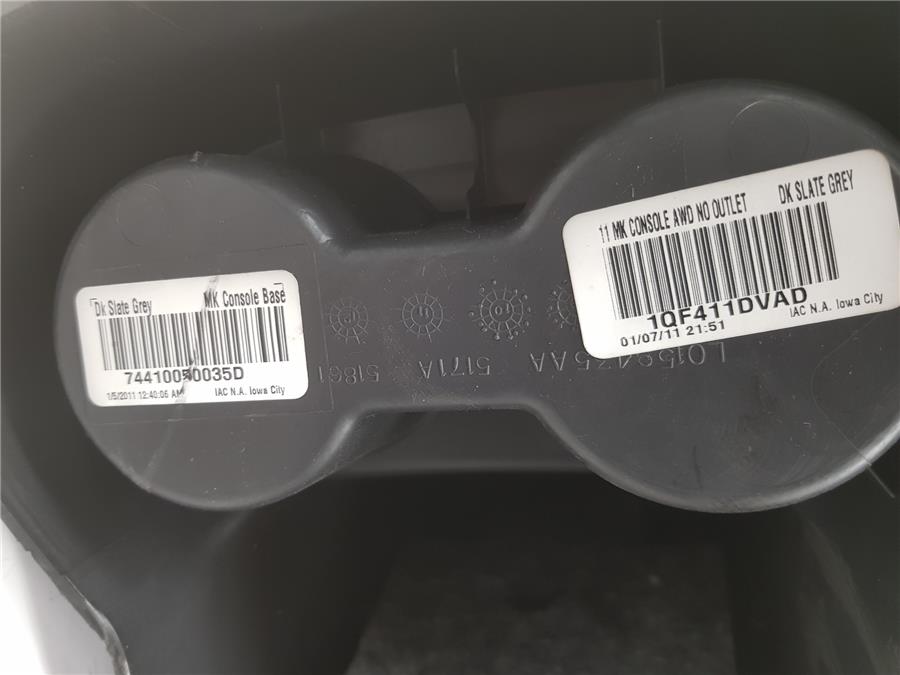 Dk Slate Grey MK Console Base
74410050035D
1/5/2011 12:40:06 AM IAC N.A. Iowa City
11 MK CONSOLE AWD NO OUTLET DK SLATE GREY
1QF411DVAD
01/07/11 21:51 IAC N.A. Iowa City
5171A